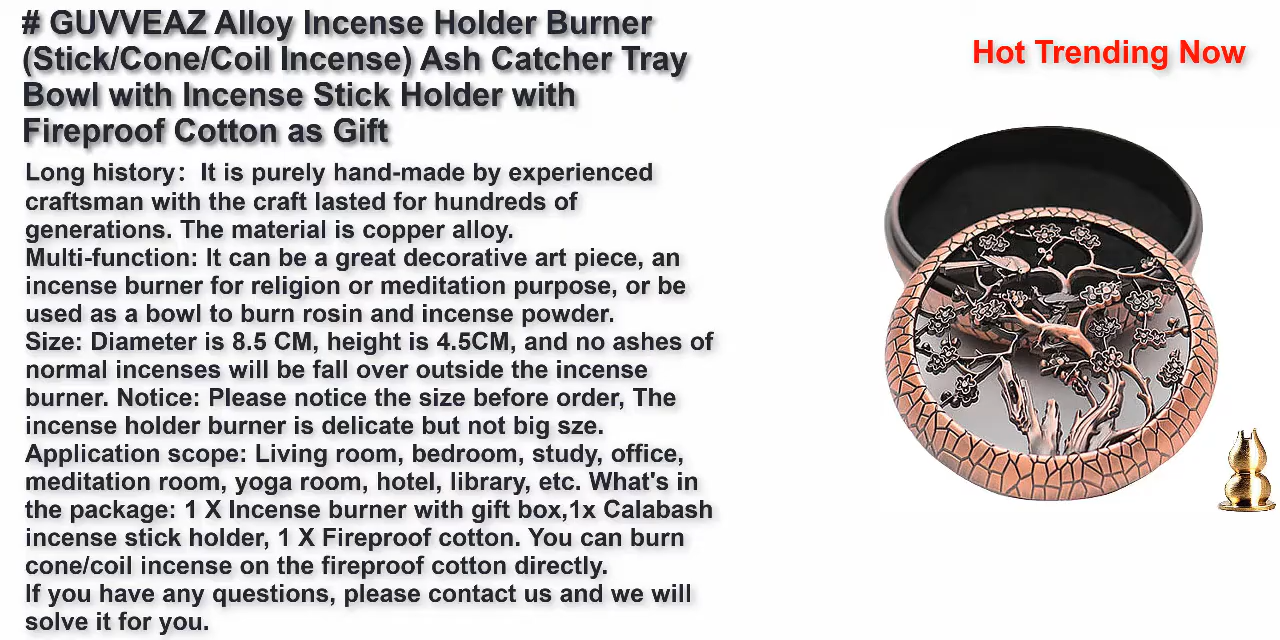 # GUVVEAZ Alloy Incense Holder Burner
(Stick/Cone/Coil Incense) Ash Catcher Tray
Bowl with Incense Stick Holder with
Fireproof Cotton as Gift
Hot Trending Now
Long history：It is purely hand-made by experienced
craftsman with the craft lasted for hundreds of
generations. The material is copper alloy.
Multi-function: It can be a great decorative art piece, an
incense burner for religion or meditation purpose, or be
used as a bowl to burn rosin and incense powder.
Size: Diameter is 8.5 CM, height is 4.5CM, and no ashes of
normal incenses will be fall over outside the incense
burner. Notice: Please notice the size before order, The
incense holder burner is delicate but not big sze.
Application scope: Living room, bedroom, study, office,
meditation room, yoga room, hotel, library, etc. What's in
the package: 1 X Incense burner with gift box,1x Calabash
incense stick holder, 1 X Fireproof cotton. You can burn
cone/coil incense on the fireproof cotton directly.
If you have any questions, please contact us and we will
solve it for you.